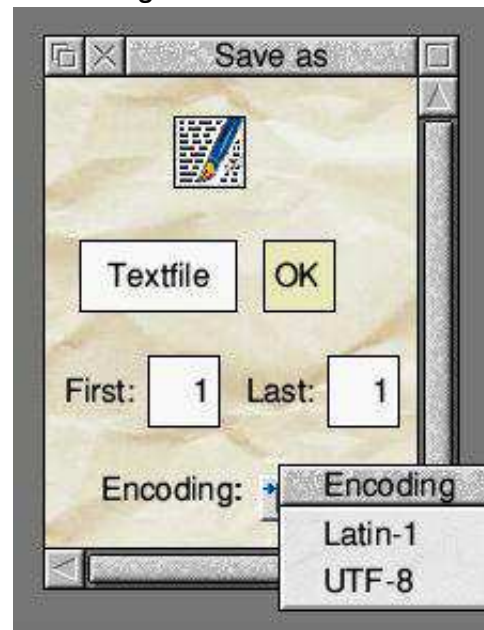 Save as
Textfile OK
First: 1 Last: 1
Encoding: Encoding
Latin-1
UTF-8